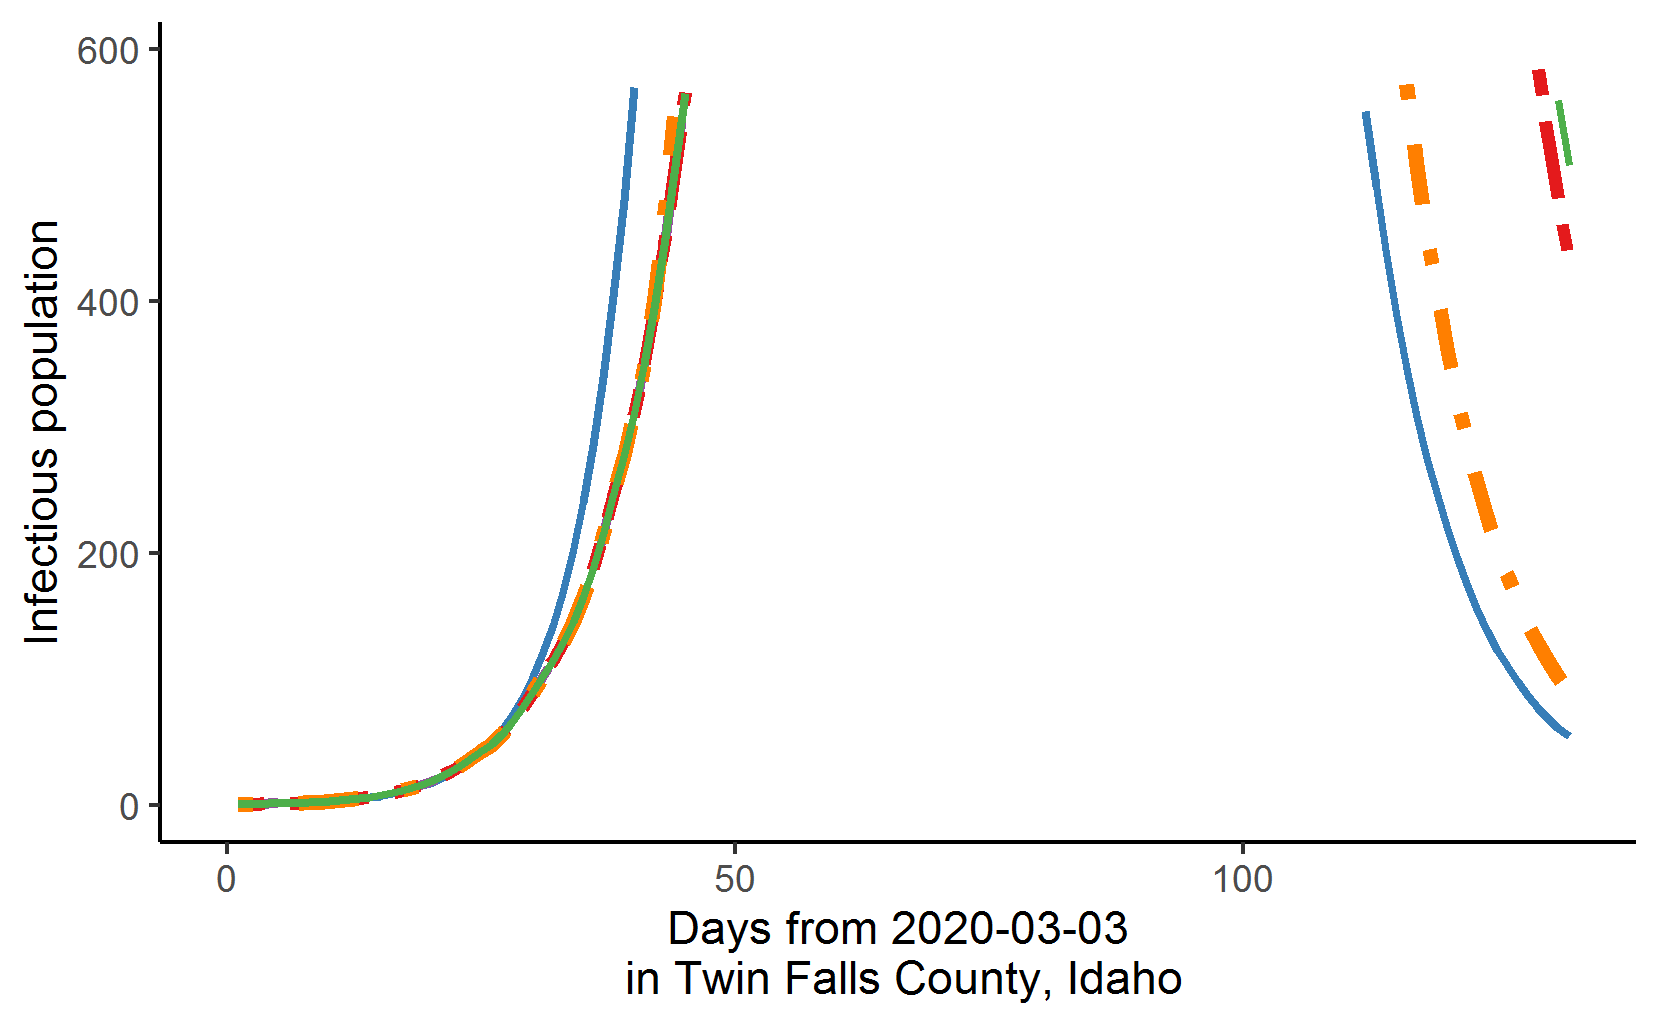 600
400
200
0
Infectious population
0
50
100
Days from 2020-03-03
in Twin Falls County, Idaho